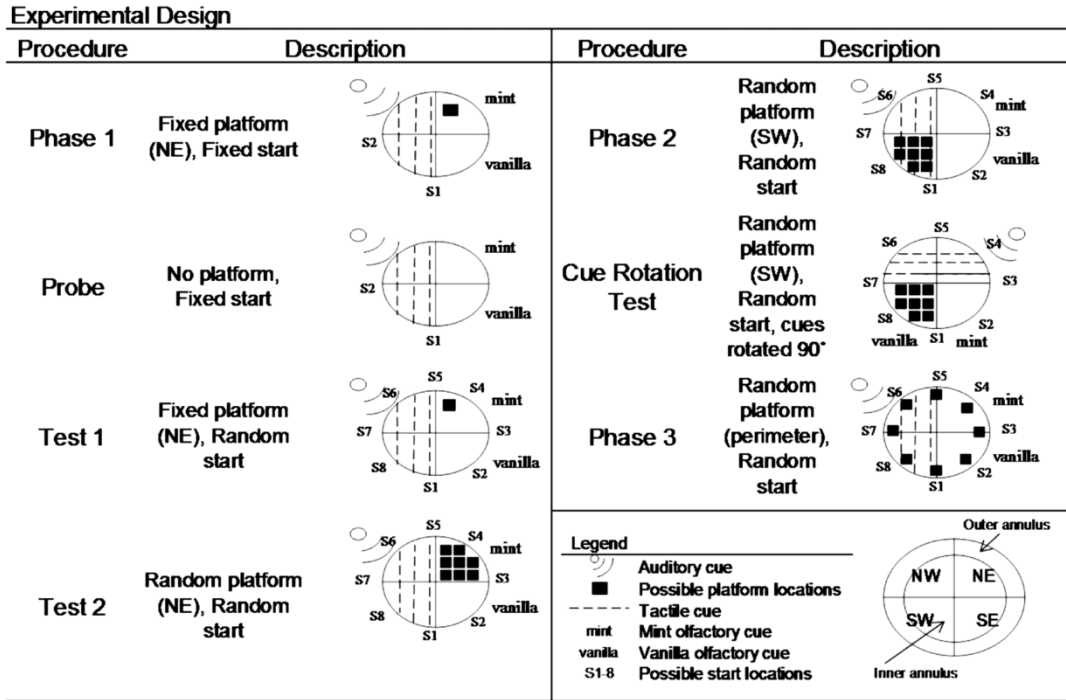 Experimental Design
Procedure
Description
Phase 1
Fixed platform
(NE), Fixed start
mint
S2
vanilla
S1
Probe
No platform,
Fixed start
mint
S2
vanilla
S1
Test 1
Fixed platform
(NE), Random
start
S5
S6
S4
mint
S7
S3
vanilla
S8
S2
S1
Test 2
Random platform
(NE), Random
start
S5
S6
S4
mint
S7
S3
vanilla
S8
S2
S1
Procedure
Description
Phase 2
Random
platform
(SW),
Random
start
S5
S6
S4
mint
S7
S3
vanilla
S8
S2
S1
Cue Rotation
Test
Random
platform
(SW),
Random
start, cues
rotated 90°
S5
S6
S4
S7
S3
S8
S2
vanilla
S1
mint
Phase 3
Random
platform
(perimeter),
Random
start
S5
S6
S4
mint
S7
S3
vanilla
S8
S2
S1
Legend
Auditory cue
Possible platform locations
Tactile cue
mint Mint olfactory cue
vanilla Vanilla olfactory cue
S1-8 Possible start locations
Outer annulus
NW NE
SW SE
Inner annulus